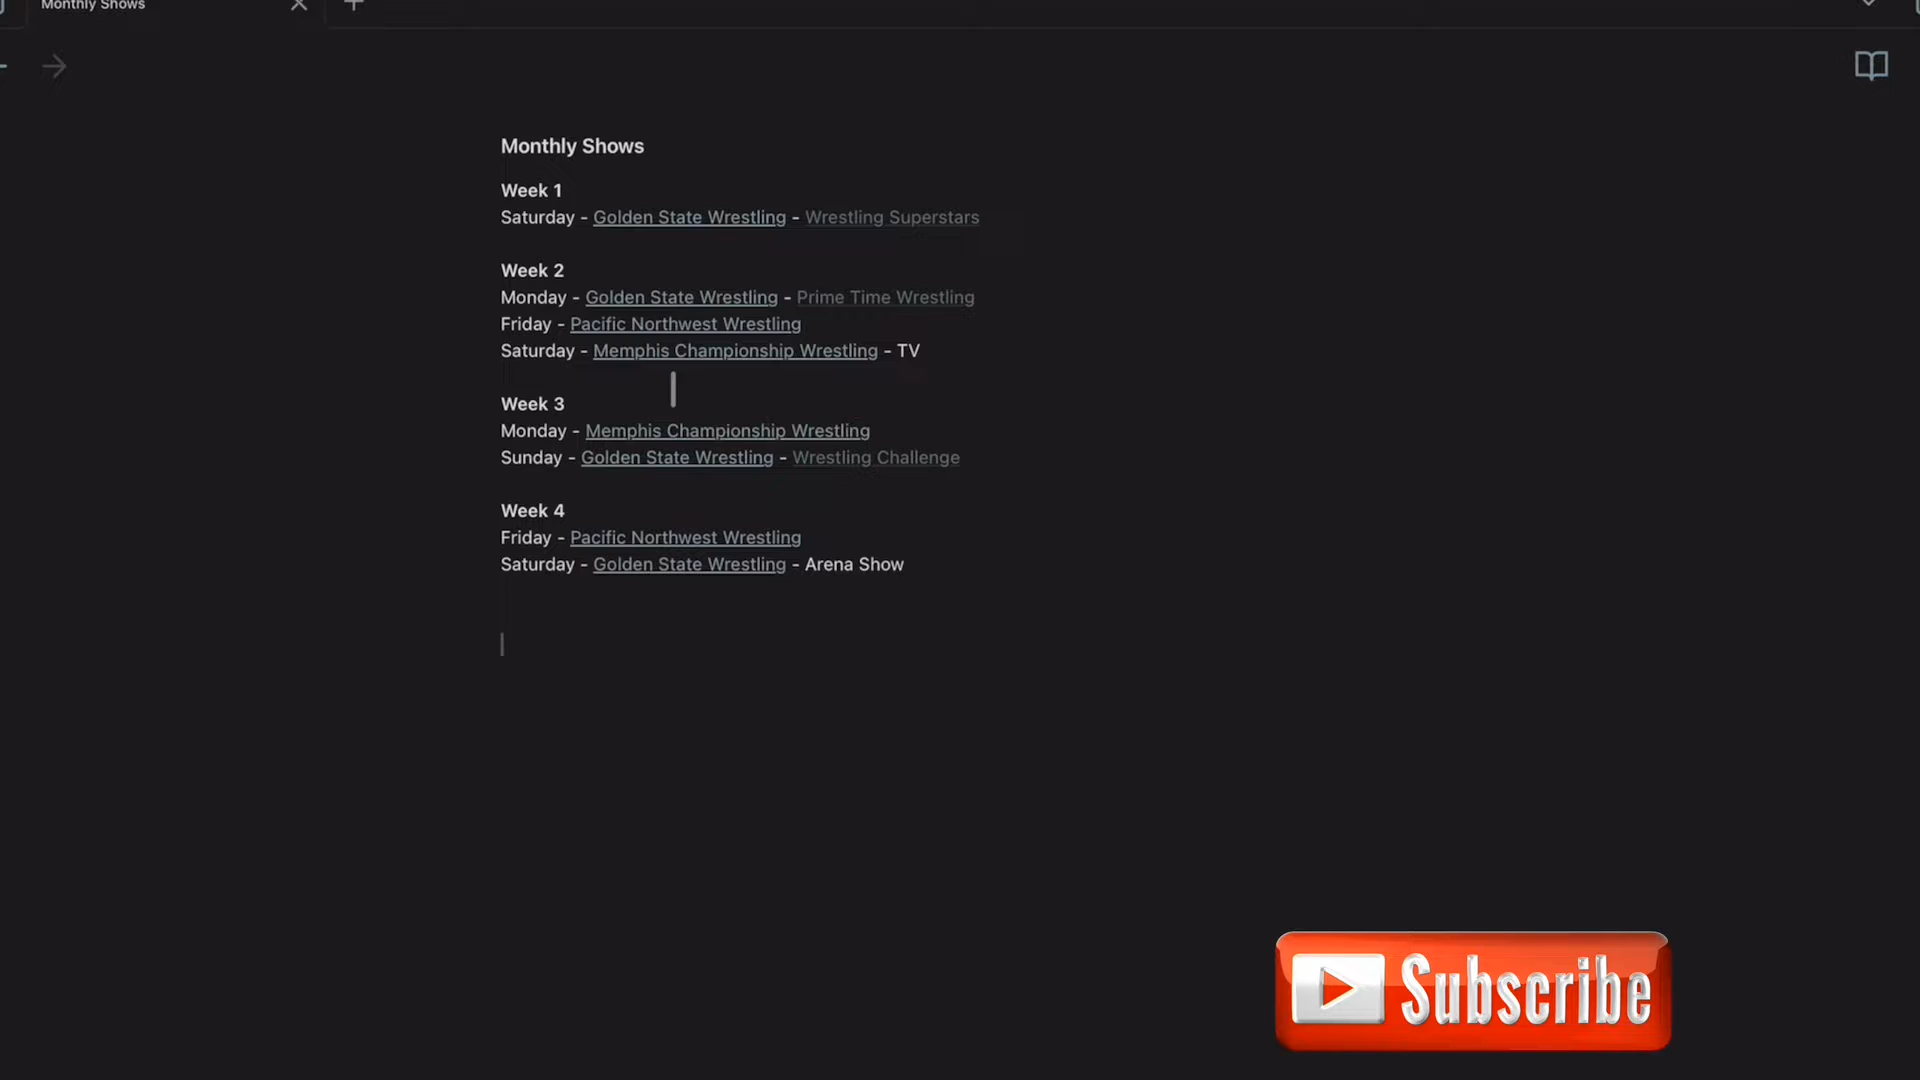 Monthly Shows
Monthly Shows
Week 1
Saturday - Golden State Wrestling - Wrestling Superstars
Week 2
Monday - Golden State Wrestling - Prime Time Wrestling
Friday - Pacific Northwest Wrestling
Saturday - Memphis Championship Wrestling - TV
Week 3
Monday - Memphis Championship Wrestling
Sunday - Golden State Wrestling - Wrestling Challenge
Week 4
Friday - Pacific Northwest Wrestling
Saturday - Golden State Wrestling - Arena Show
Subscribe